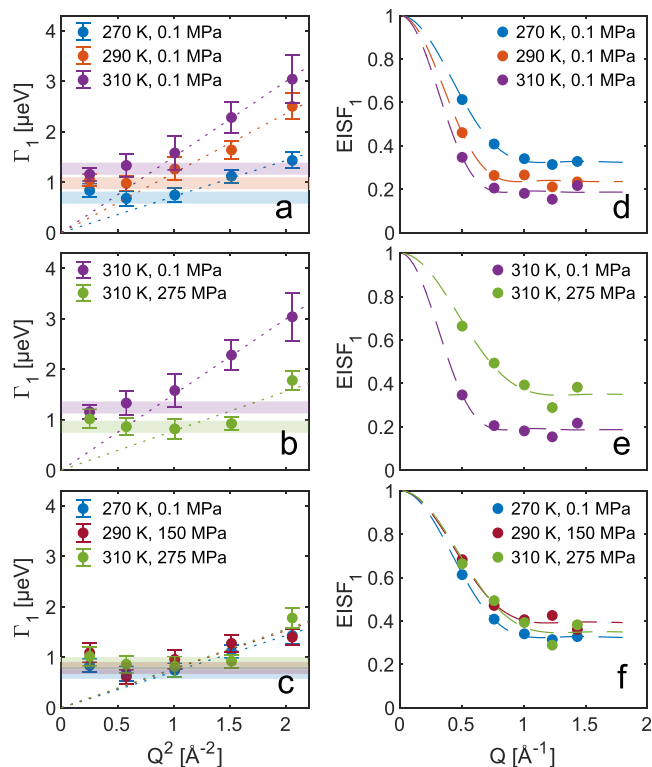 4
3
2
1
0
Γ₁ [µeV]
270 K, 0.1 MPa
290 K, 0.1 MPa
310 K, 0.1 MPa
a
1
0.8
0.6
0.4
0.2
0
EISF₁
270 K, 0.1 MPa
290 K, 0.1 MPa
310 K, 0.1 MPa
d
4
3
2
1
0
Γ₁ [µeV]
310 K, 0.1 MPa
310 K, 275 MPa
b
1
0.8
0.6
0.4
0.2
0
EISF₁
310 K, 0.1 MPa
310 K, 275 MPa
e
4
3
2
1
0
Γ₁ [µeV]
270 K, 0.1 MPa
290 K, 150 MPa
310 K, 275 MPa
c
0 0.5 1 1.5 2
Q² [Å⁻²]
1
0.8
0.6
0.4
0.2
0
EISF₁
270 K, 0.1 MPa
290 K, 150 MPa
310 K, 275 MPa
f
0 0.5 1.0 1.5 2.0
Q [Å⁻¹]